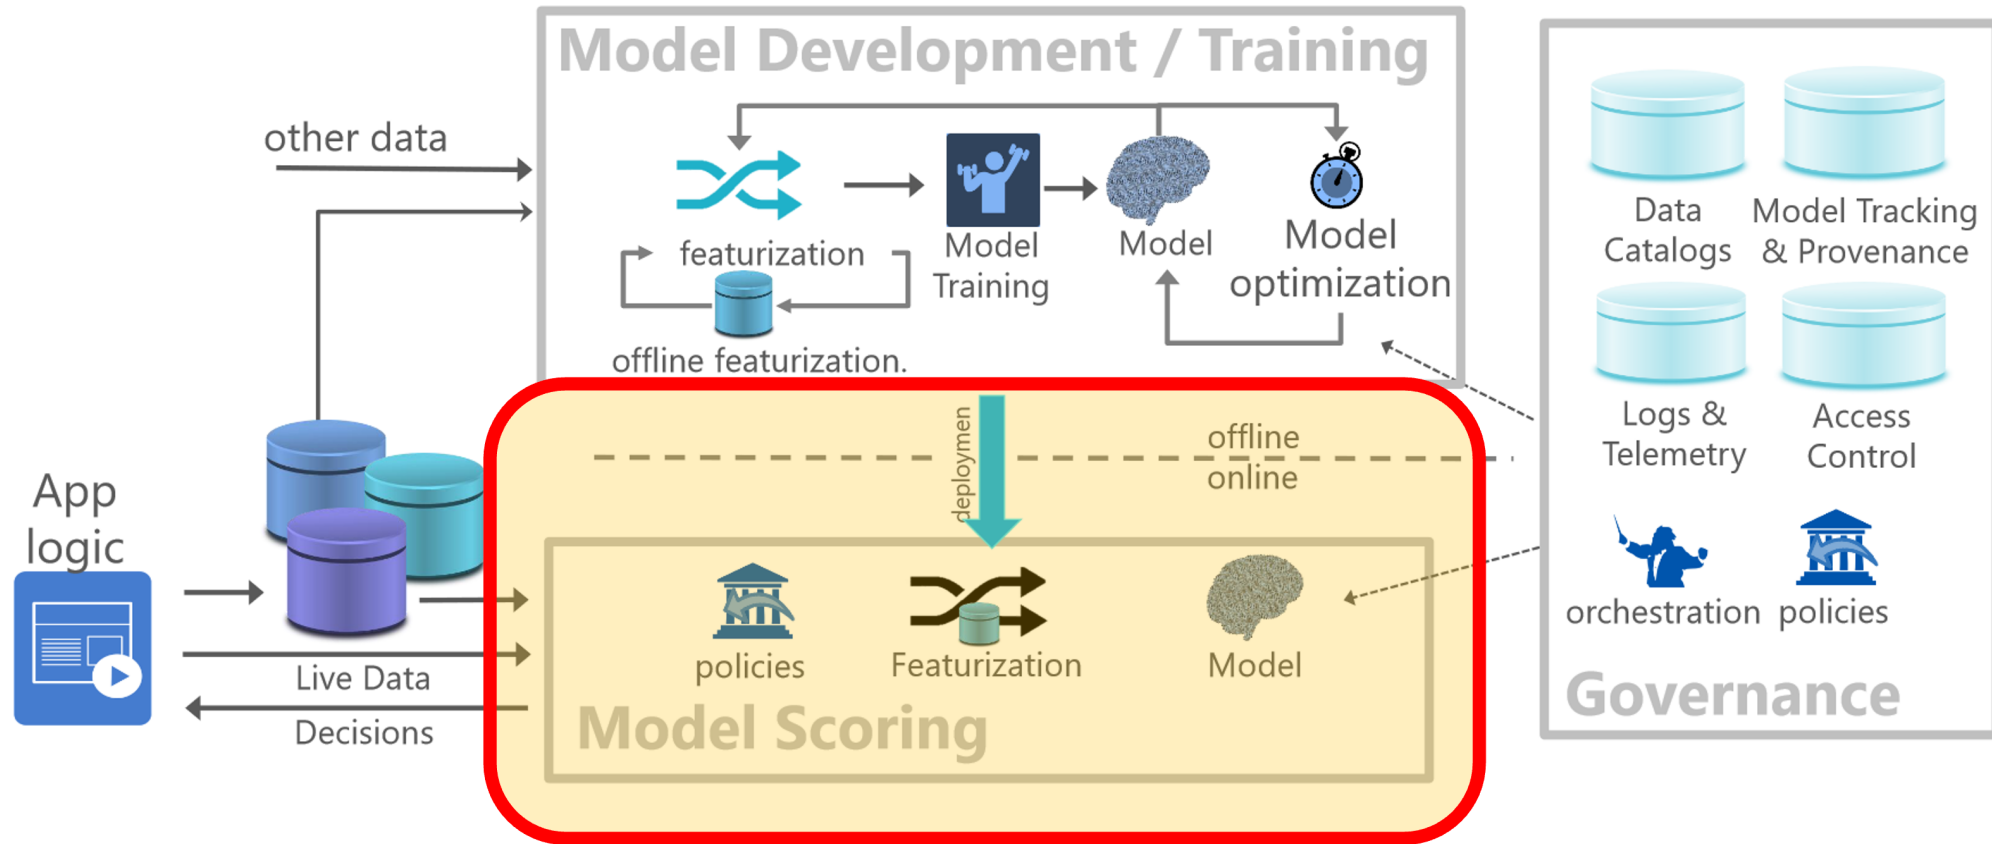 Model Development / Training
other data
featurization
Model
Training
Model
Model
optimization
offline featurization.
deploymen
offline
online
App
logic
Live Data
Decisions
policies
Featurization
Model
Model Scoring
Data
Catalogs
Model Tracking
& Provenance
Logs &
Telemetry
Access
Control
orchestration
policies
Governance